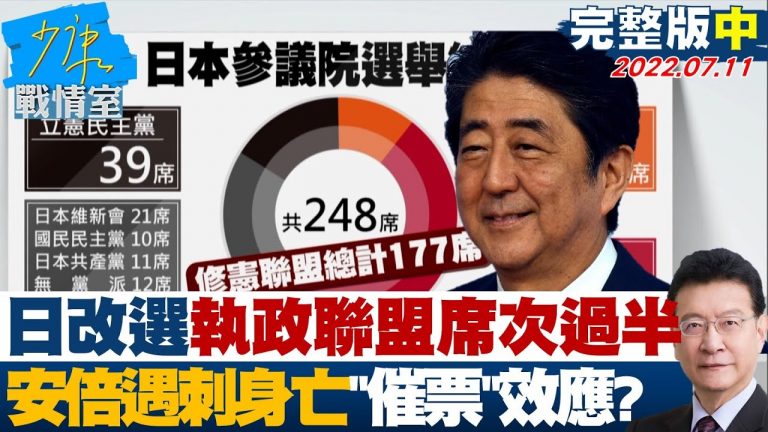 少康
戰情室
完整版中
2022.07.11
日本參議院選舉
立憲民主黨
39席
席
日本維新會 21席
國民民主黨 10席
日本共產黨 11席
無黨派 12席
共248席
修憲聯盟總計177席
日改選執政聯盟席次過半
安倍遇刺身亡"催票"效應?